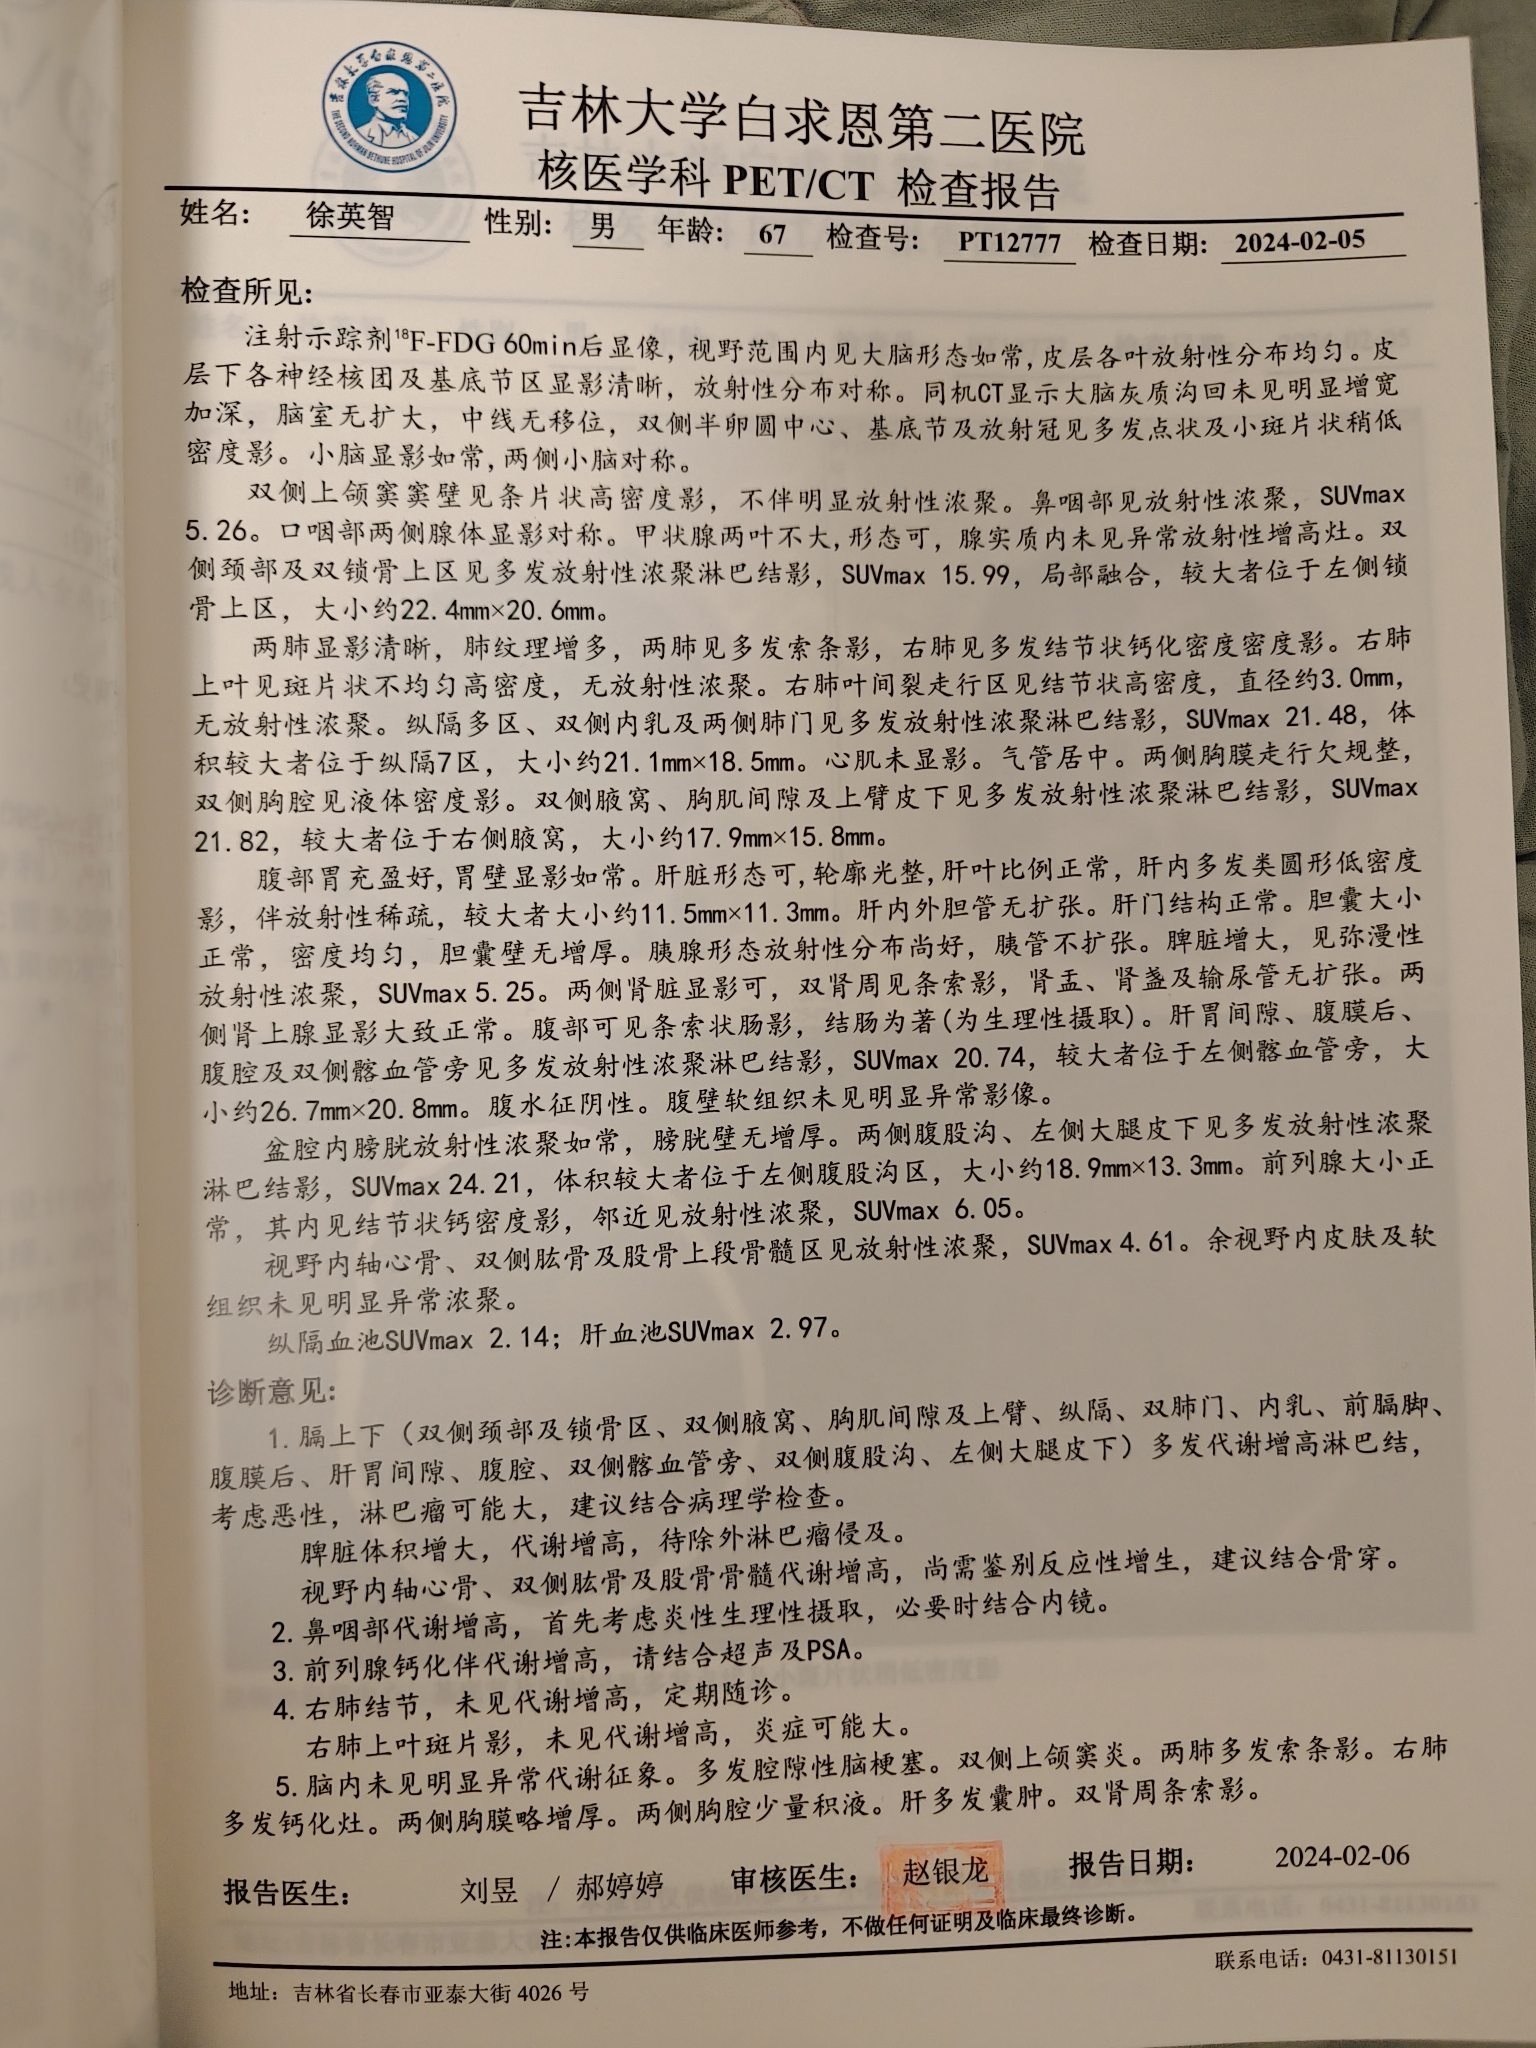 吉林大学白求恩第二医院
THE SECOND NORMAN BETHUNE HOSPITAL OF JILIN UNIVERSITY
吉林大学白求恩第二医院
核医学科 PET/CT 检查报告
姓名: 徐英智 性别: 男 年龄: 67 检查号: PT12777 检查日期: 2024-02-05
检查所见:
注射示踪剂¹⁸F-FDG 60min后显像，视野范围内见大脑形态如常,皮层各叶放射性分布均匀。皮
层下各神经核团及基底节区显影清晰，放射性分布对称。同机CT显示大脑灰质沟回未见明显增宽
加深，脑室无扩大，中线无移位，双侧半卵圆中心、基底节及放射冠见多发点状及小斑片状稍低
密度影。小脑显影如常,两侧小脑对称。
双侧上颌窦窦壁见条片状高密度影，不伴明显放射性浓聚。鼻咽部见放射性浓聚，SUVmax
5.26。口咽部两侧腺体显影对称。甲状腺两叶不大,形态可，腺实质内未见异常放射性增高灶。双
侧颈部及双锁骨上区见多发放射性浓聚淋巴结影，SUVmax 15.99，局部融合，较大者位于左侧锁
骨上区，大小约22.4mm×20.6mm。
两肺显影清晰，肺纹理增多，两肺见多发索条影，右肺见多发结节状钙化密度密度影。右肺
上叶见斑片状不均匀高密度，无放射性浓聚。右肺叶间裂走行区见结节状高密度，直径约3.0mm，
无放射性浓聚。纵隔多区、双侧内乳及两侧肺门见多发放射性浓聚淋巴结影，SUVmax 21.48，体
积较大者位于纵隔7区，大小约21.1mm×18.5mm。心肌未显影。气管居中。两侧胸膜走行欠规整，
双侧胸腔见液体密度影。双侧腋窝、胸肌间隙及上臂皮下见多发放射性浓聚淋巴结影，SUVmax
21.82，较大者位于右侧腋窝，大小约17.9mm×15.8mm。
腹部胃充盈好,胃壁显影如常。肝脏形态可,轮廓光整,肝叶比例正常，肝内多发类圆形低密度
影，伴放射性稀疏，较大者大小约11.5mm×11.3mm。肝内外胆管无扩张。肝门结构正常。胆囊大小
正常，密度均匀，胆囊壁无增厚。胰腺形态放射性分布尚好，胰管不扩张。脾脏增大，见弥漫性
放射性浓聚，SUVmax 5.25。两侧肾脏显影可，双肾周见条索影，肾盂、肾盏及输尿管无扩张。两
侧肾上腺显影大致正常。腹部可见条索状肠影，结肠为著(为生理性摄取)。肝胃间隙、腹膜后、
腹腔及双侧髂血管旁见多发放射性浓聚淋巴结影，SUVmax 20.74，较大者位于左侧髂血管旁，大
小约26.7mm×20.8mm。腹水征阴性。腹壁软组织未见明显异常影像。
盆腔内膀胱放射性浓聚如常，膀胱壁无增厚。两侧腹股沟、左侧大腿皮下见多发放射性浓聚
淋巴结影，SUVmax 24.21，体积较大者位于左侧腹股沟区，大小约18.9mm×13.3mm。前列腺大小正
常，其内见结节状钙密度影，邻近见放射性浓聚，SUVmax 6.05。
视野内轴心骨、双侧肱骨及股骨上段骨髓区见放射性浓聚，SUVmax 4.61。余视野内皮肤及软
组织未见明显异常浓聚。
纵隔血池SUVmax 2.14；肝血池SUVmax 2.97。
诊断意见:
1.膈上下（双侧颈部及锁骨区、双侧腋窝、胸肌间隙及上臂、纵隔、双肺门、内乳、前膈脚、
腹膜后、肝胃间隙、腹腔、双侧髂血管旁、双侧腹股沟、左侧大腿皮下）多发代谢增高淋巴结，
考虑恶性，淋巴瘤可能大，建议结合病理学检查。
脾脏体积增大，代谢增高，待除外淋巴瘤侵及。
视野内轴心骨、双侧肱骨及股骨骨髓代谢增高，尚需鉴别反应性增生，建议结合骨穿。
2.鼻咽部代谢增高，首先考虑炎性生理性摄取，必要时结合内镜。
3.前列腺钙化伴代谢增高，请结合超声及PSA。
4.右肺结节，未见代谢增高，定期随诊。
右肺上叶斑片影，未见代谢增高，炎症可能大。
5.脑内未见明显异常代谢征象。多发腔隙性脑梗塞。双侧上颌窦炎。两肺多发索条影。右肺
多发钙化灶。两侧胸膜略增厚。两侧胸腔少量积液。肝多发囊肿。双肾周条索影。
报告医生: 刘昱 / 郝婷婷 审核医生: 赵银龙 报告日期: 2024-02-06
注:本报告仅供临床医师参考，不做任何证明及临床最终诊断。
联系电话：0431-81130151
地址：吉林省长春市亚泰大街 4026 号